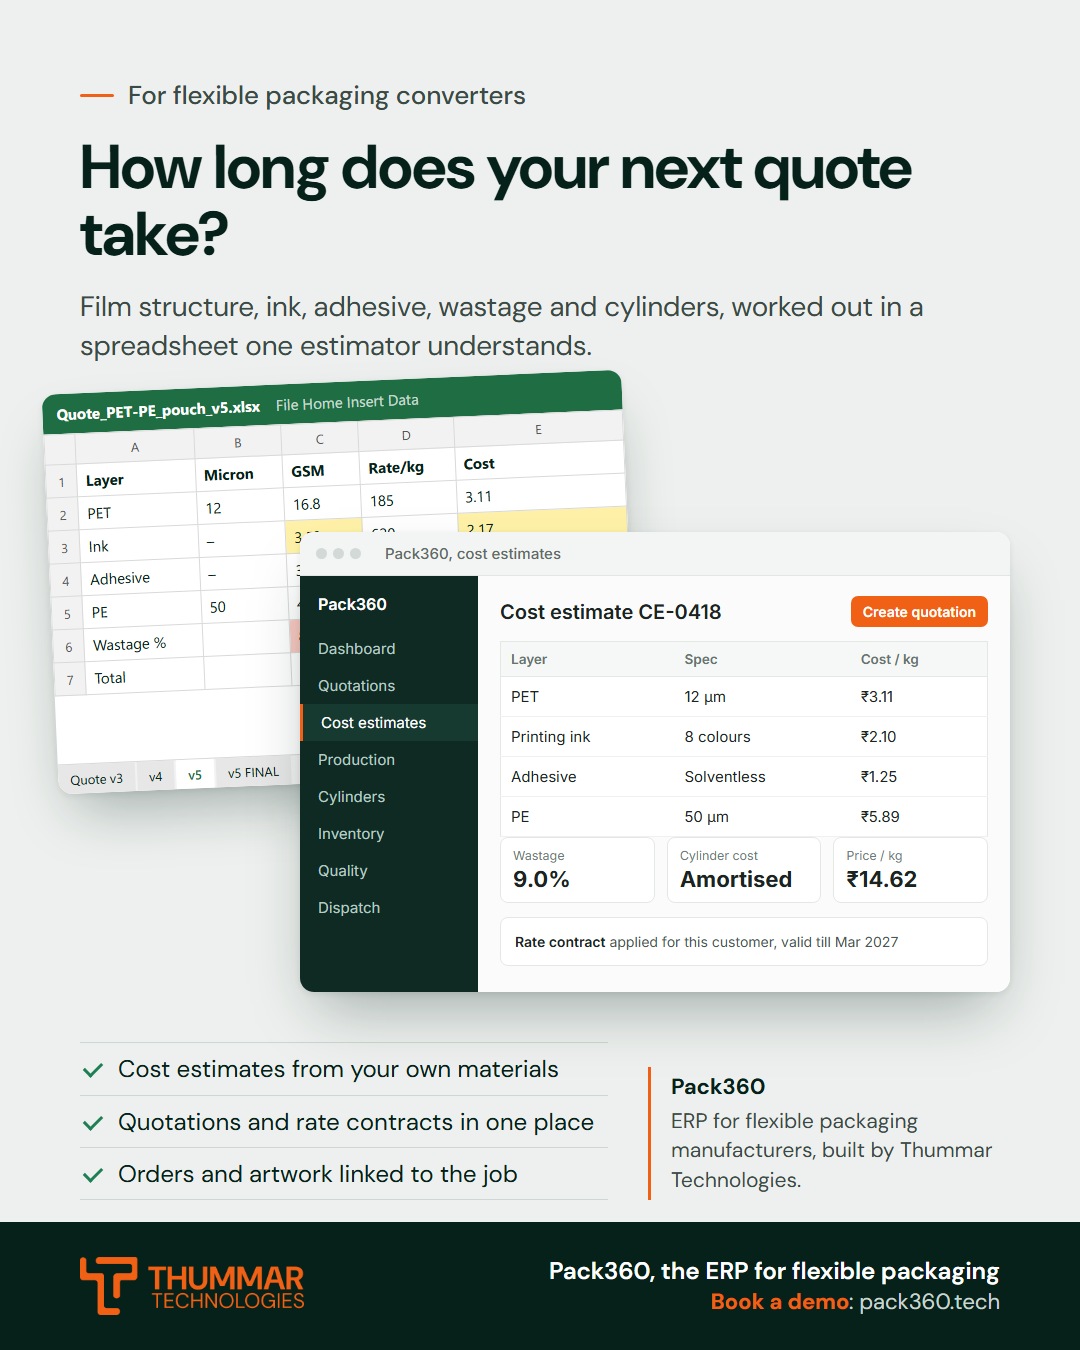 For flexible packaging converters
How long does your next quote
take?
Film structure, ink, adhesive, wastage and cylinders, worked out in a
spreadsheet one estimator understands.
Quote_PET-PE_pouch_v5.xlsx File Home Insert Data
A B C D E
1 Layer Micron GSM Rate/kg Cost
2 PET 12 16.8 185 3.11
3 Ink – 2.17
4 Adhesive –
5 PE 50
6 Wastage %
7 Total
Quote v3 v4 v5 v5 FINAL
Pack360, cost estimates
Pack360
Dashboard
Quotations
Cost estimates
Production
Cylinders
Inventory
Quality
Dispatch
Cost estimate CE-0418 Create quotation
Layer Spec Cost / kg
PET 12 µm ₹3.11
Printing ink 8 colours ₹2.10
Adhesive Solventless ₹1.25
PE 50 µm ₹5.89
Wastage Cylinder cost Price / kg
9.0% Amortised ₹14.62
Rate contract applied for this customer, valid till Mar 2027
Cost estimates from your own materials
Quotations and rate contracts in one place
Orders and artwork linked to the job
Pack360
ERP for flexible packaging
manufacturers, built by Thummar
Technologies.
THUMMAR
TECHNOLOGIES
Pack360, the ERP for flexible packaging
Book a demo: pack360.tech